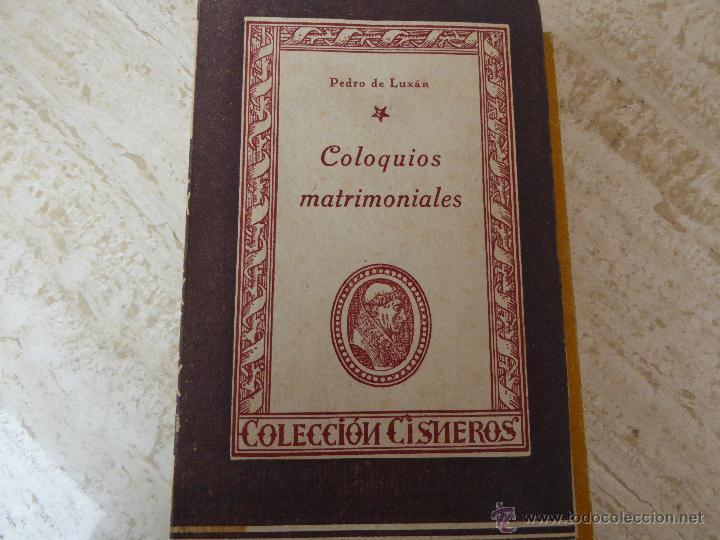 Pedro de Luxán
Coloquios
matrimoniales
COLECCIÓN CISNEROS
www.todocoleccion.net